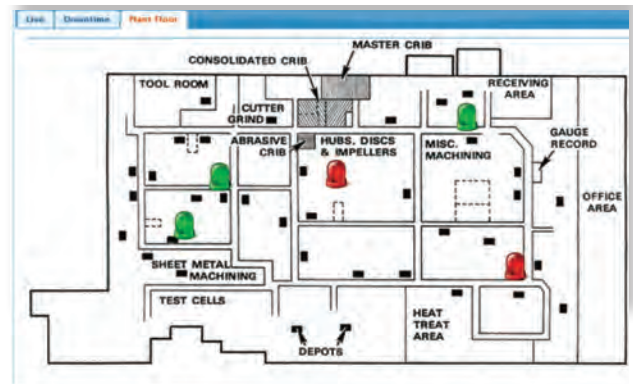 Live Downtime Plant Floor
MASTER CRIB
CONSOLIDATED CRIB
TOOL ROOM
RECEIVING
AREA
CUTTER
GRIND
ABRASIVE
CRIB
HUBS, DISCS
& IMPELLERS
MISC.
MACHINING
GAUGE
RECORD
OFFICE
AREA
SHEET METAL
MACHINING
TEST CELLS
DEPOTS
HEAT
TREAT
AREA